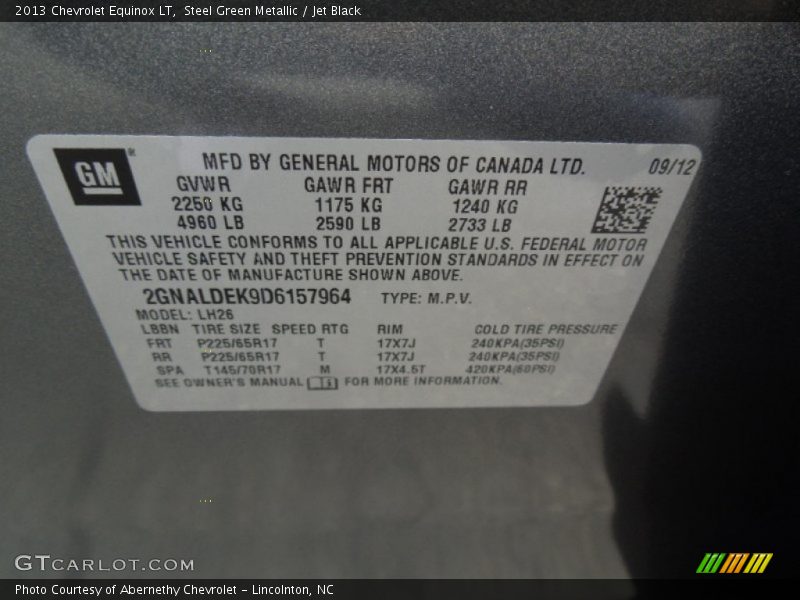 2013 Chevrolet Equinox LT, Steel Green Metallic / Jet Black
GM®
MFD BY GENERAL MOTORS OF CANADA LTD. 09/12
GVWR GAWR FRT GAWR RR
2250 KG 1175 KG 1240 KG
4960 LB 2590 LB 2733 LB
THIS VEHICLE CONFORMS TO ALL APPLICABLE U.S. FEDERAL MOTOR
VEHICLE SAFETY AND THEFT PREVENTION STANDARDS IN EFFECT ON
THE DATE OF MANUFACTURE SHOWN ABOVE.
2GNALDEK9D6157964 TYPE: M.P.V.
MODEL: LH26
LBBN TIRE SIZE SPEED RTG RIM COLD TIRE PRESSURE
FRT P225/65R17 T 17X7J 240KPA(35PSI)
RR P225/65R17 T 17X7J 240KPA(35PSI)
SPA T145/70R17 M 17X4.5T 420KPA(60PSI)
SEE OWNER'S MANUAL FOR MORE INFORMATION.
GTCARLOT.COM
Photo Courtesy of Abernethy Chevrolet – Lincolnton, NC